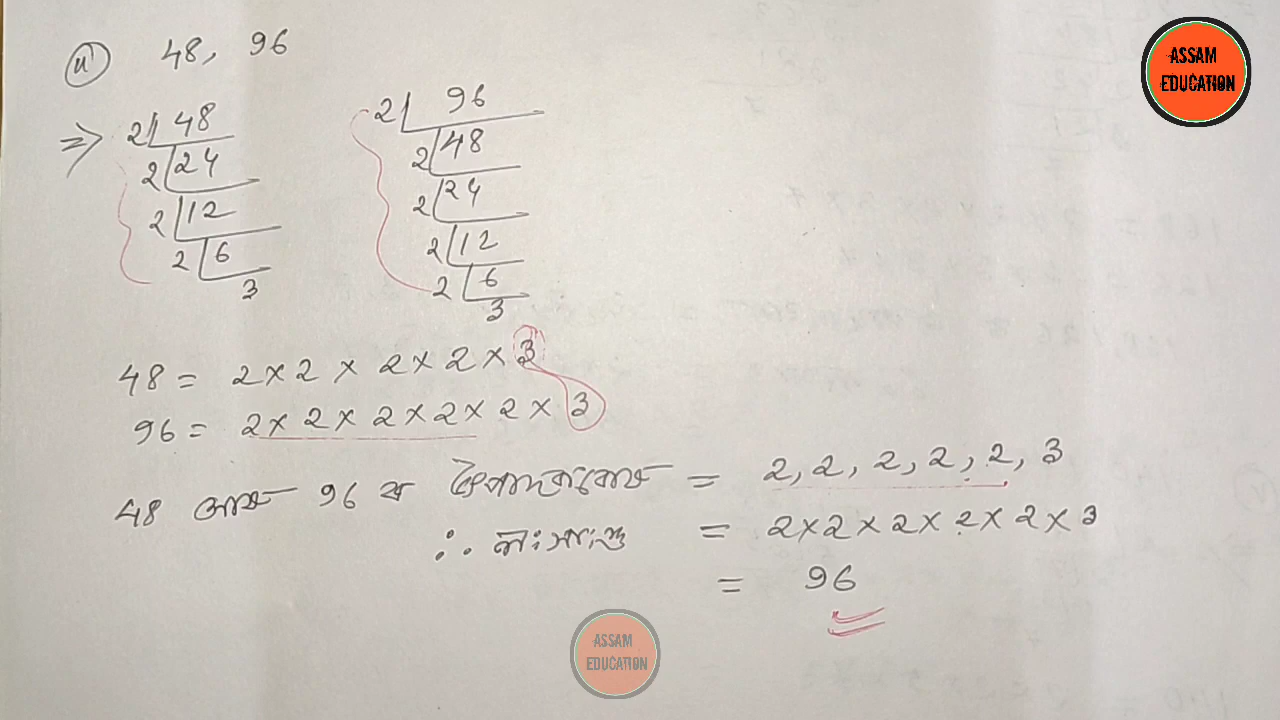 ii) 48, 96
⇒ 2| 48
2| 24
2| 12
2| 6
3
2| 96
2| 48
2| 24
2| 12
2| 6
3
48 = 2 × 2 × 2 × 2 × 3
96 = 2 × 2 × 2 × 2 × 2 × 3
48 আৰু 96 ৰ = 2, 2, 2, 2, 2, 3
∴ ল:সা:গু = 2 × 2 × 2 × 2 × 2 × 3
= 96
ASSAM
EDUCATION
ASSAM
EDUCATION